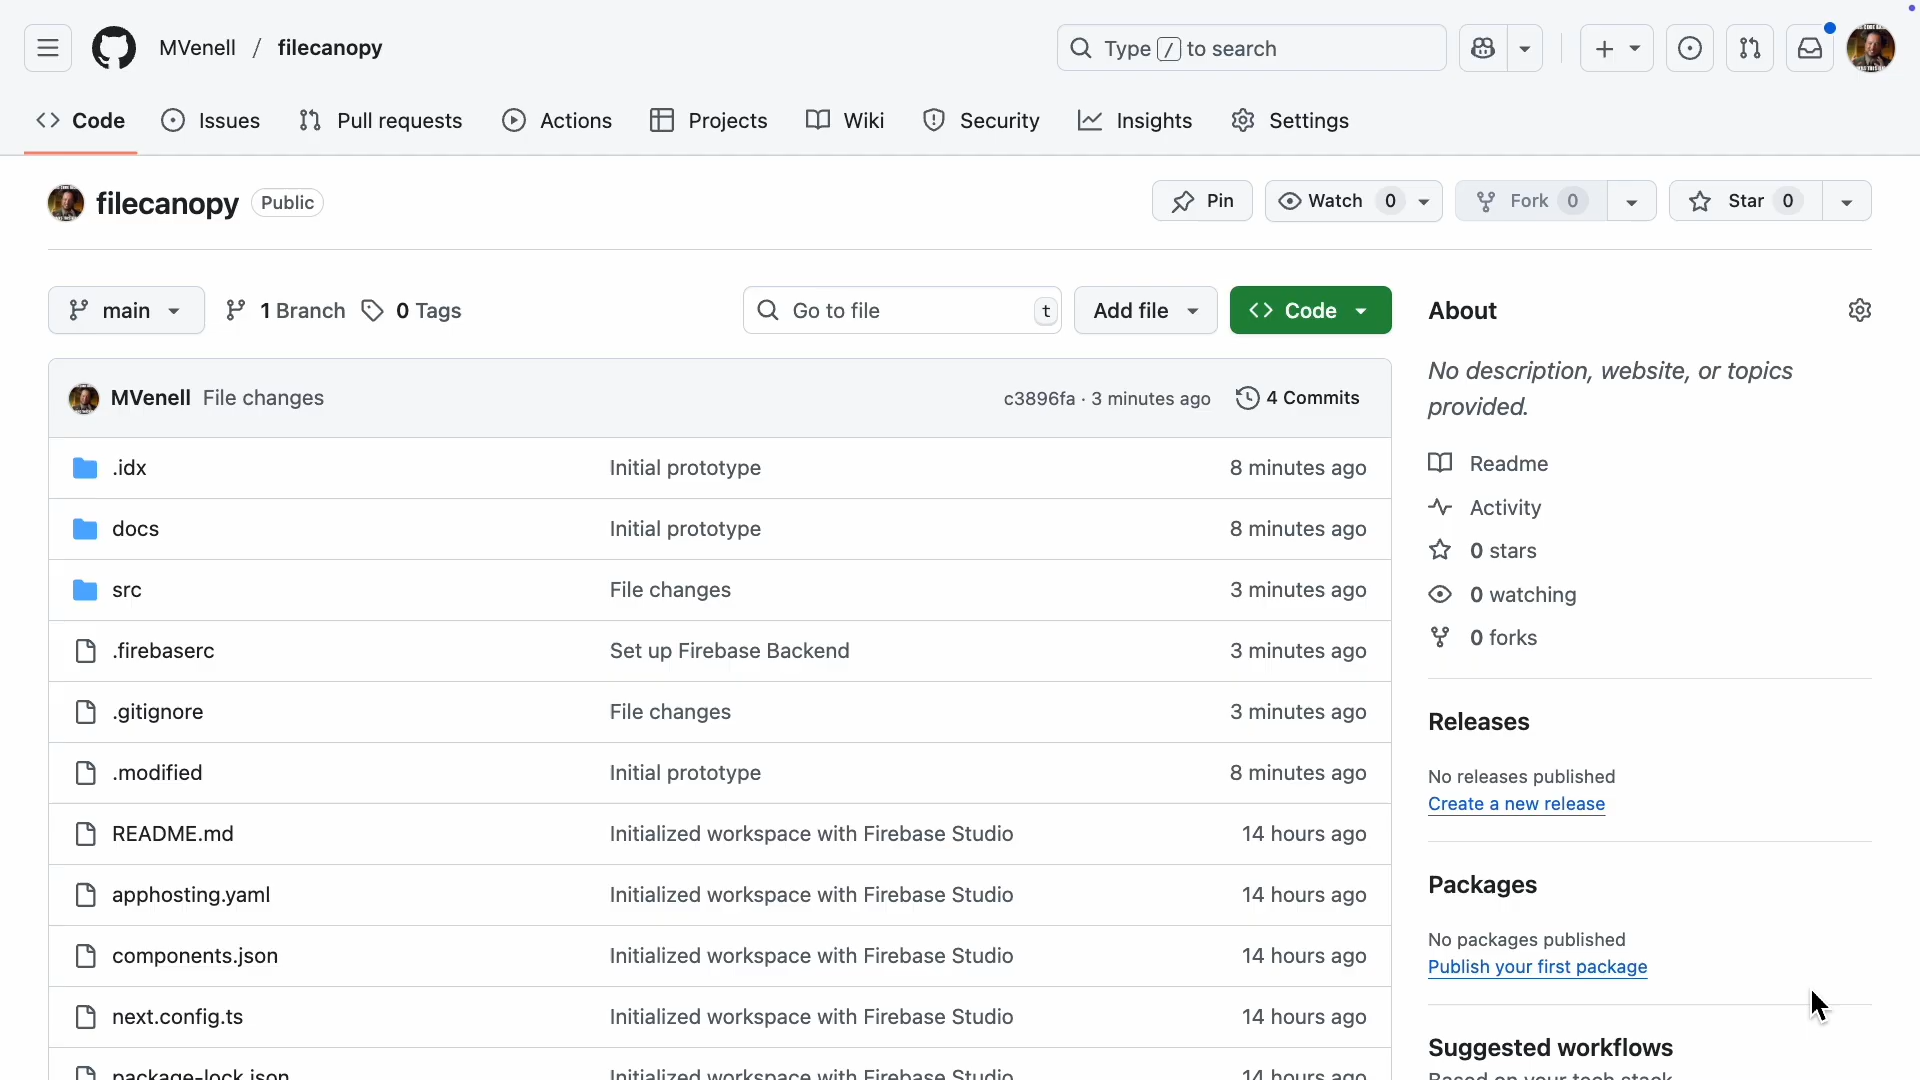 MVenell / filecanopy
Type / to search
Code
Issues
Pull requests
Actions
Projects
Wiki
Security
Insights
Settings
filecanopy Public
Pin
Watch 0
Fork 0
Star 0
main
1 Branch
0 Tags
Go to file t
Add file
Code
MVenell File changes c3896fa · 3 minutes ago 4 Commits
.idx Initial prototype 8 minutes ago
docs Initial prototype 8 minutes ago
src File changes 3 minutes ago
.firebaserc Set up Firebase Backend 3 minutes ago
.gitignore File changes 3 minutes ago
.modified Initial prototype 8 minutes ago
README.md Initialized workspace with Firebase Studio 14 hours ago
apphosting.yaml Initialized workspace with Firebase Studio 14 hours ago
components.json Initialized workspace with Firebase Studio 14 hours ago
next.config.ts Initialized workspace with Firebase Studio 14 hours ago
package-lock.json Initialized workspace with Firebase Studio 14 hours ago
About
No description, website, or topics
provided.
Readme
Activity
0 stars
0 watching
0 forks
Releases
No releases published
Create a new release
Packages
No packages published
Publish your first package
Suggested workflows
Based on your tech stack